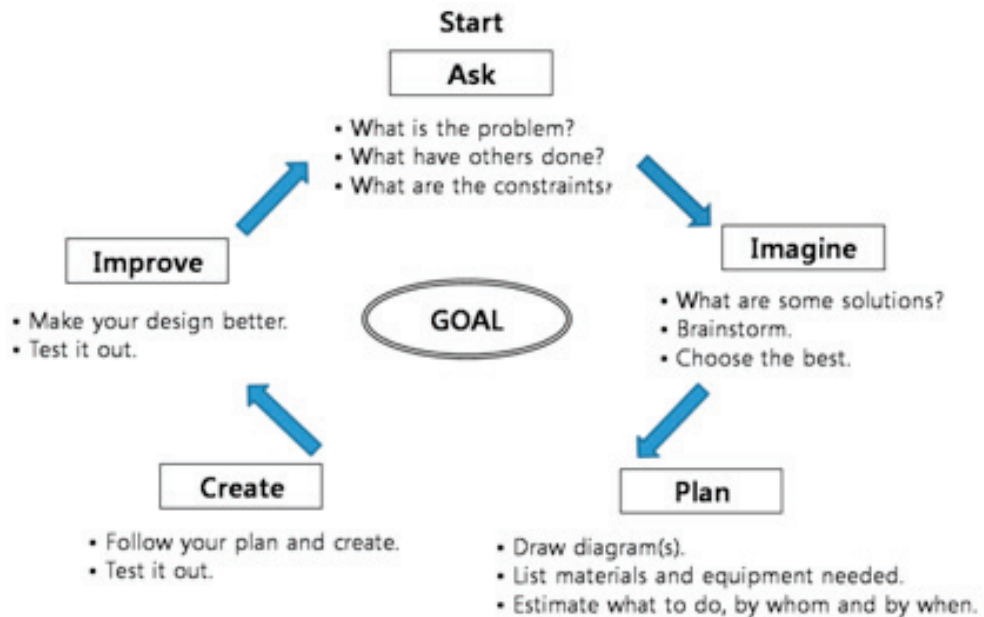 Start
Ask
• What is the problem?
• What have others done?
• What are the constraints?
Imagine
• What are some solutions?
• Brainstorm.
• Choose the best.
Plan
• Draw diagram(s).
• List materials and equipment needed.
• Estimate what to do, by whom and by when.
Create
• Follow your plan and create.
• Test it out.
Improve
• Make your design better.
• Test it out.
GOAL